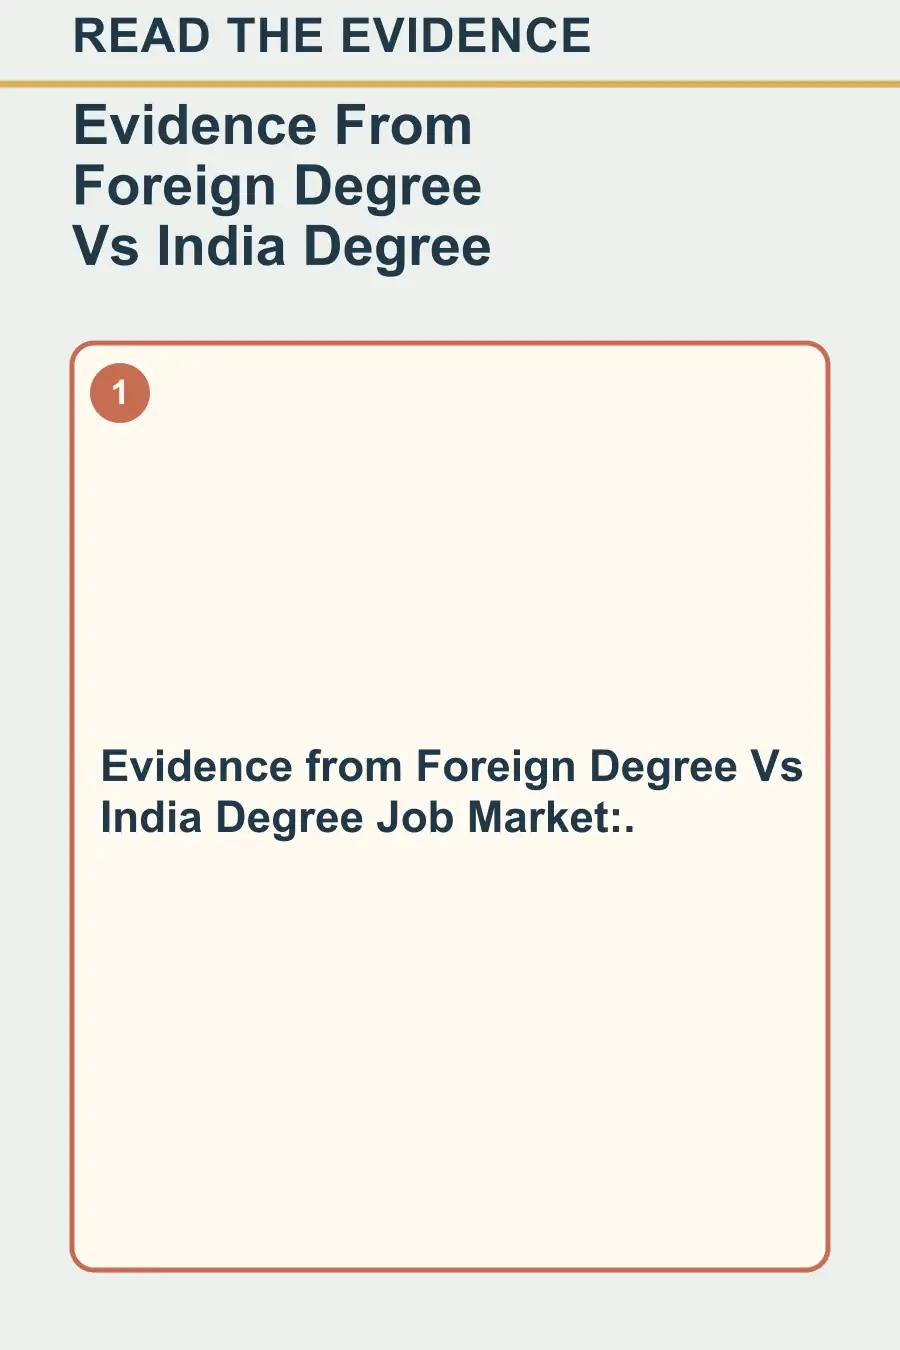 READ THE EVIDENCE
Evidence From
Foreign Degree
Vs India Degree
1
Evidence from Foreign Degree Vs
India Degree Job Market:.